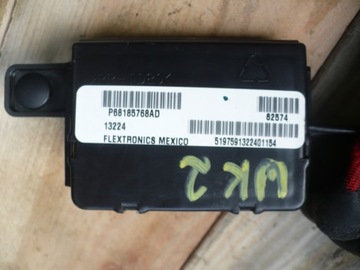 P68185768AD
82574
13224
FLEXTRONICS MEXICO
5197591322401154
WK2